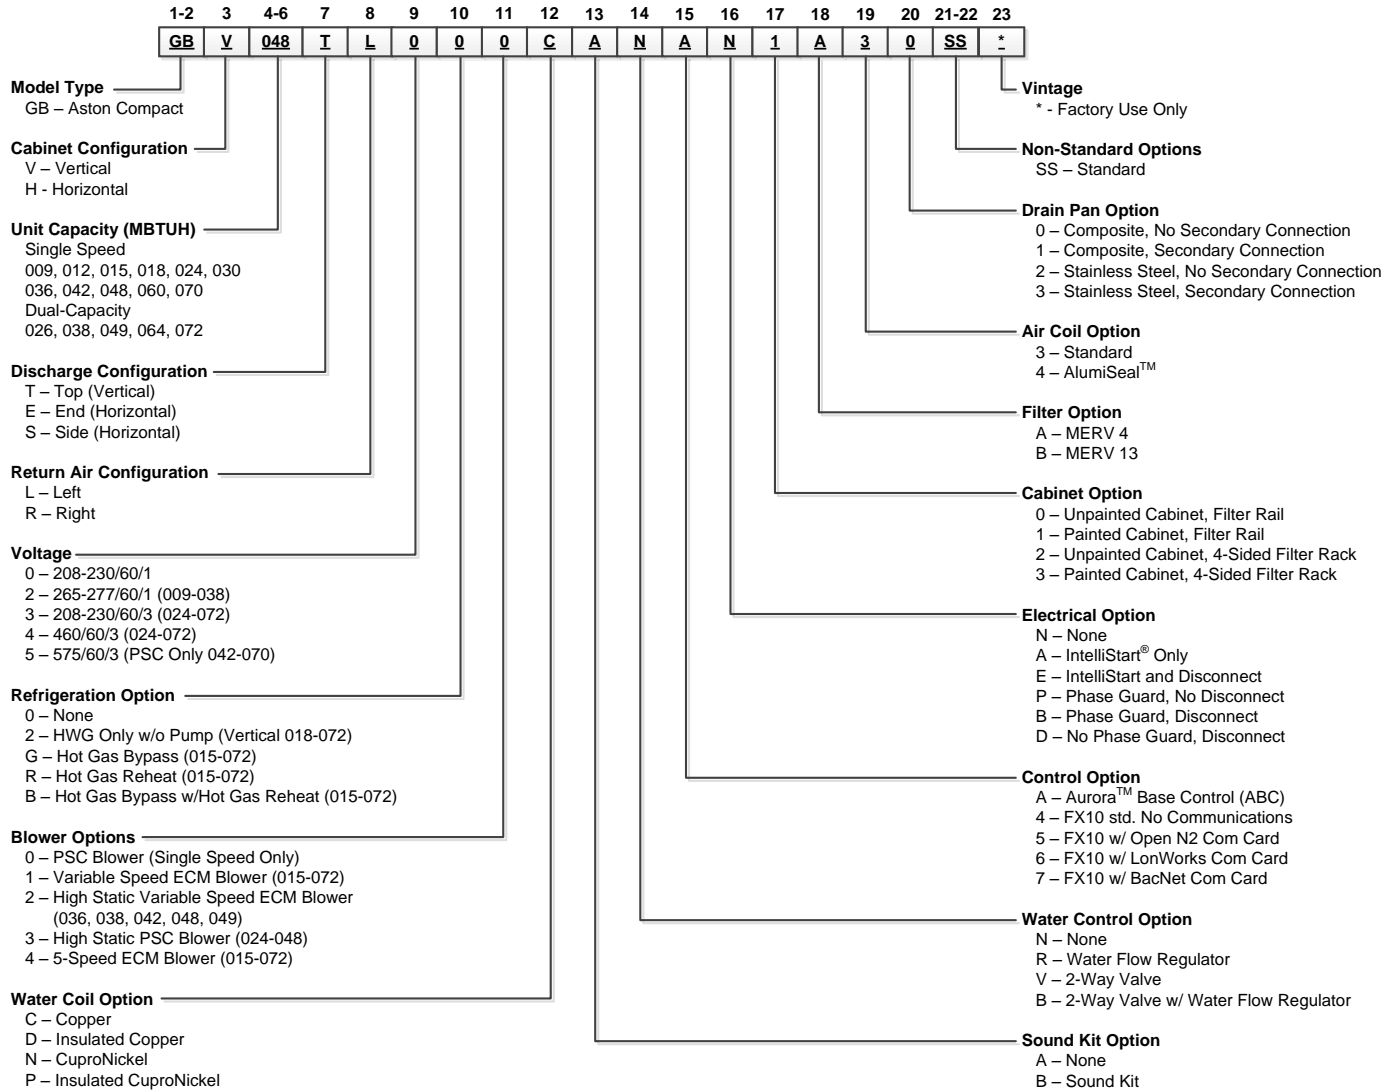 1-2 3 4-6 7 8 9 10 11 12 13 14 15 16 17 18 19 20 21-22 23
GB V 048 T L 0 0 0 C A N A N 1 A 3 0 SS *
Model Type
GB – Aston Compact
Cabinet Configuration
V – Vertical
H - Horizontal
Unit Capacity (MBTUH)
Single Speed
009, 012, 015, 018, 024, 030
036, 042, 048, 060, 070
Dual-Capacity
026, 038, 049, 064, 072
Discharge Configuration
T – Top (Vertical)
E – End (Horizontal)
S – Side (Horizontal)
Return Air Configuration
L – Left
R – Right
Voltage
0 – 208-230/60/1
2 – 265-277/60/1 (009-038)
3 – 208-230/60/3 (024-072)
4 – 460/60/3 (024-072)
5 – 575/60/3 (PSC Only 042-070)
Refrigeration Option
0 – None
2 – HWG Only w/o Pump (Vertical 018-072)
G – Hot Gas Bypass (015-072)
R – Hot Gas Reheat (015-072)
B – Hot Gas Bypass w/Hot Gas Reheat (015-072)
Blower Options
0 – PSC Blower (Single Speed Only)
1 – Variable Speed ECM Blower (015-072)
2 – High Static Variable Speed ECM Blower
(036, 038, 042, 048, 049)
3 – High Static PSC Blower (024-048)
4 – 5-Speed ECM Blower (015-072)
Water Coil Option
C – Copper
D – Insulated Copper
N – CuproNickel
P – Insulated CuproNickel
Vintage
* - Factory Use Only
Non-Standard Options
SS – Standard
Drain Pan Option
0 – Composite, No Secondary Connection
1 – Composite, Secondary Connection
2 – Stainless Steel, No Secondary Connection
3 – Stainless Steel, Secondary Connection
Air Coil Option
3 – Standard
4 – AlumiSeal™
Filter Option
A – MERV 4
B – MERV 13
Cabinet Option
0 – Unpainted Cabinet, Filter Rail
1 – Painted Cabinet, Filter Rail
2 – Unpainted Cabinet, 4-Sided Filter Rack
3 – Painted Cabinet, 4-Sided Filter Rack
Electrical Option
N – None
A – IntelliStart® Only
E – IntelliStart and Disconnect
P – Phase Guard, No Disconnect
B – Phase Guard, Disconnect
D – No Phase Guard, Disconnect
Control Option
A – Aurora™ Base Control (ABC)
4 – FX10 std. No Communications
5 – FX10 w/ Open N2 Com Card
6 – FX10 w/ LonWorks Com Card
7 – FX10 w/ BacNet Com Card
Water Control Option
N – None
R – Water Flow Regulator
V – 2-Way Valve
B – 2-Way Valve w/ Water Flow Regulator
Sound Kit Option
A – None
B – Sound Kit